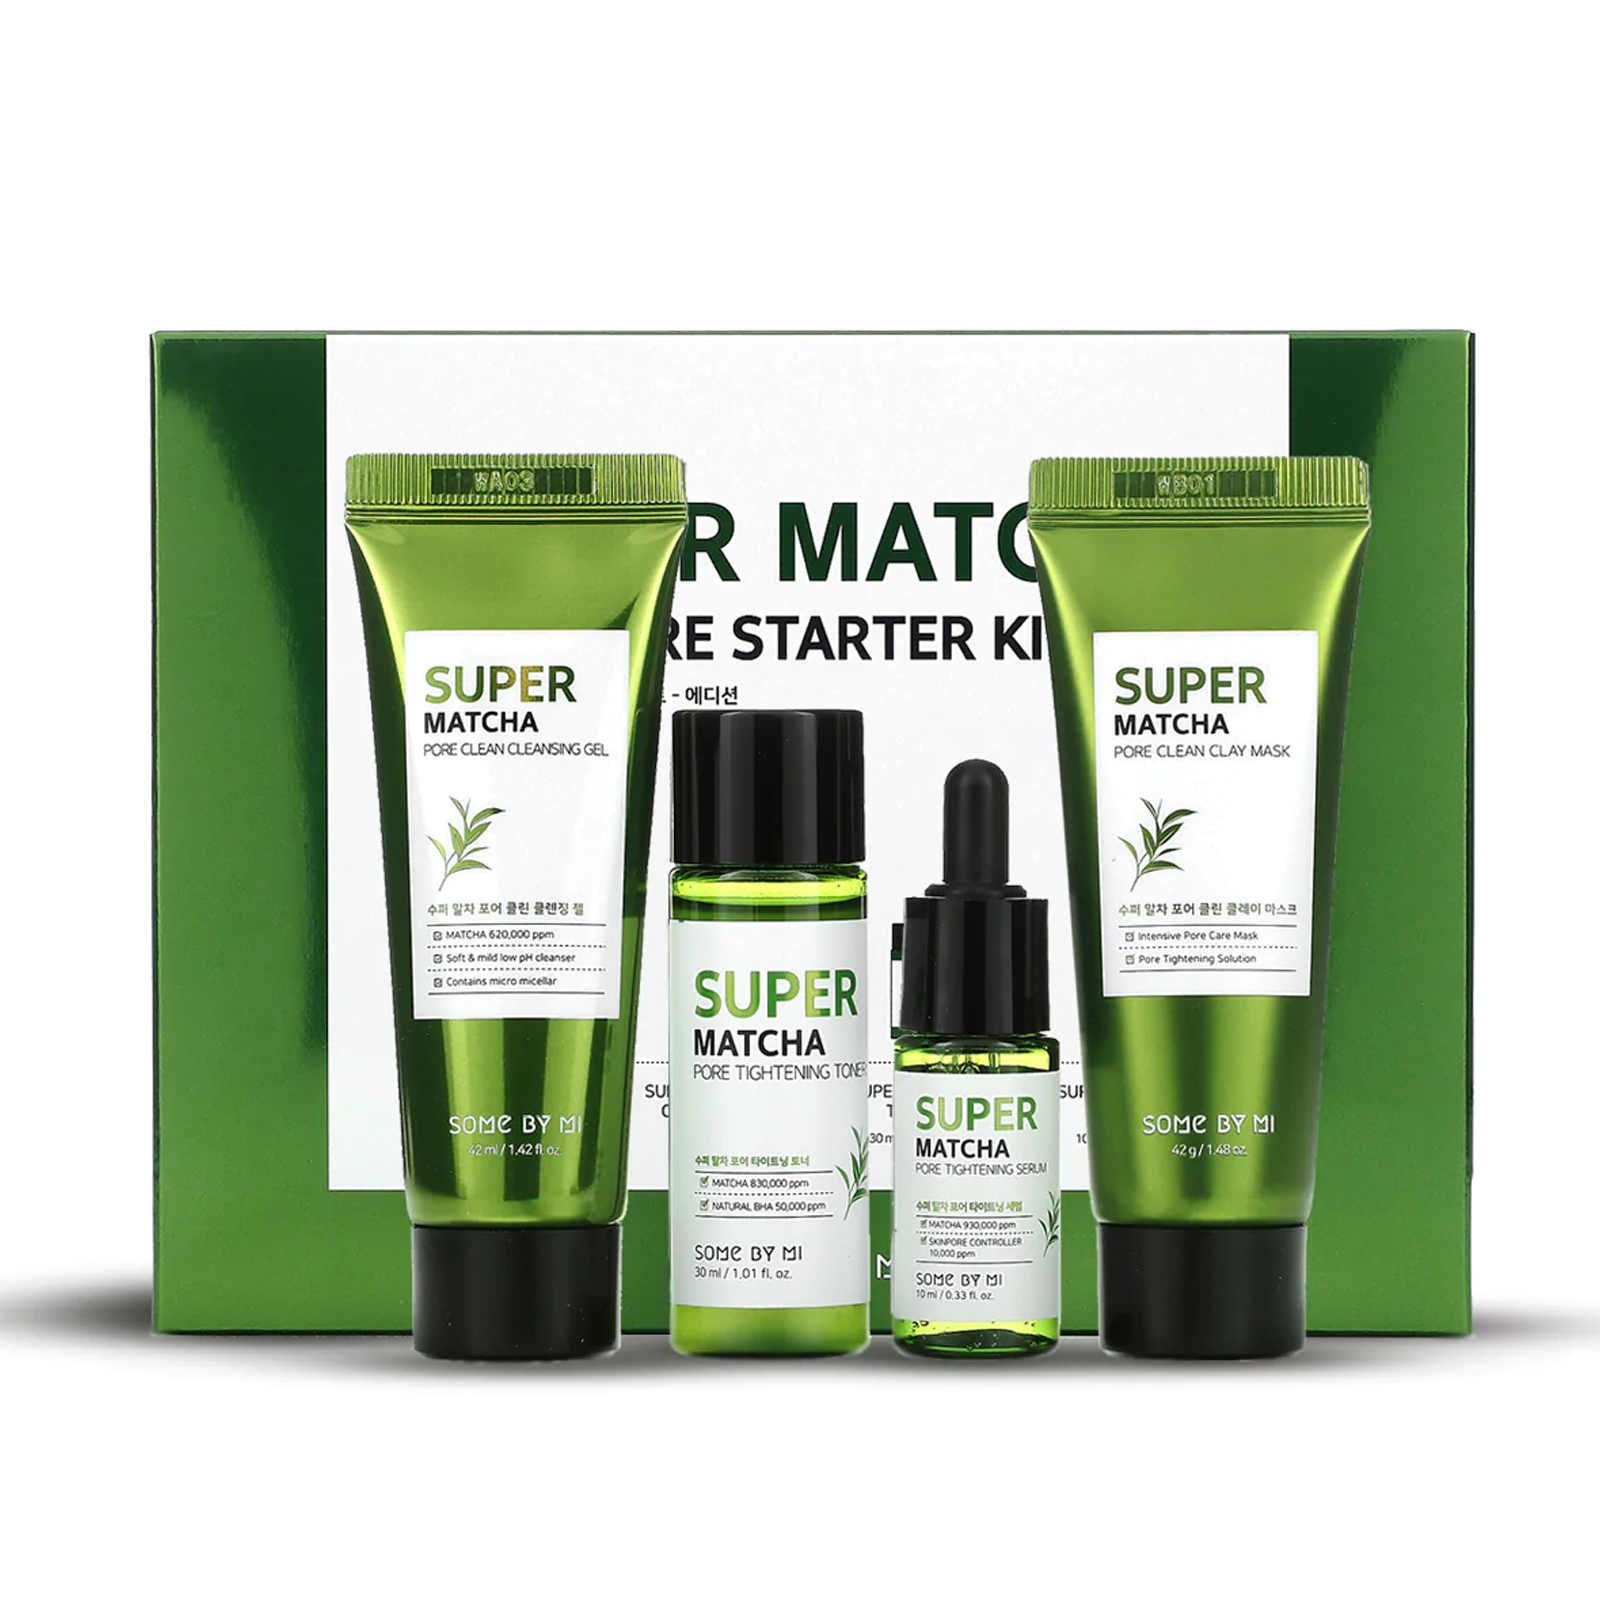 R MATC
RE STARTER KI
- 에디션
WA03
SUPER
MATCHA
PORE CLEAN CLEANSING GEL
수퍼 말차 포어 클린 클렌징 젤
MATCHA 620,000 ppm
Soft & mild low pH cleanser
Contains micro micellar
SOME BY MI
42 ml / 1.42 fl. oz.
SUPER
MATCHA
PORE TIGHTENING TONER
수퍼 말차 포어 타이트닝 토너
MATCHA 830,000 ppm
NATURAL BHA 50,000 ppm
SOME BY MI
30 ml / 1.01 fl. oz.
SUPER
MATCHA
PORE TIGHTENING SERUM
수퍼 말차 포어 타이트닝 세럼
MATCHA 930,000 ppm
SKINPORE CONTROLLER
10,000 ppm
SOME BY MI
10 ml / 0.33 fl. oz.
WB01
SUPER
MATCHA
PORE CLEAN CLAY MASK
수퍼 말차 포어 클린 클레이 마스크
Intensive Pore Care Mask
Pore Tightening Solution
SOME BY MI
42 g / 1.48 oz.